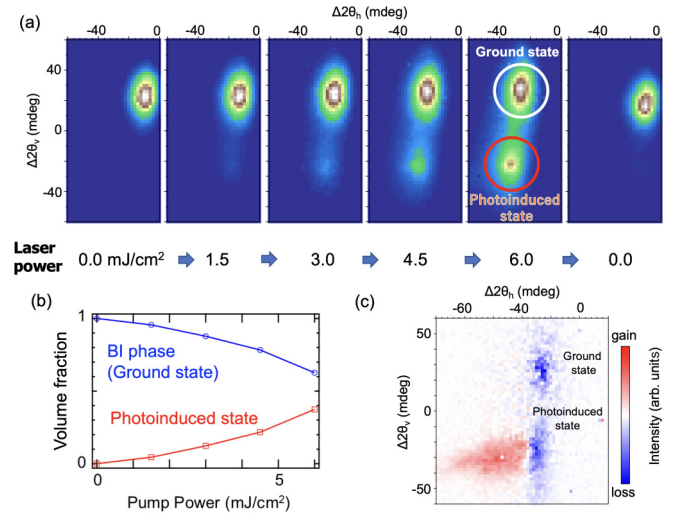 (a)
Δ2θh (mdeg)
-40 0 -40 0 -40 0 -40 0 -40 0 -40 0
Δ2θv (mdeg)
40
0
-40
Ground state
Photoinduced
state
Laser
power
0.0 mJ/cm² 1.5 3.0 4.5 6.0 0.0
(b)
Volume fraction
1
0
BI phase
(Ground state)
Photoinduced state
0 5
Pump Power (mJ/cm²)
(c)
Δ2θh (mdeg)
-80 -40 0
Δ2θv (mdeg)
50
0
-50
Ground
state
Photoinduced
state
gain
Intensity (arb. units)
loss